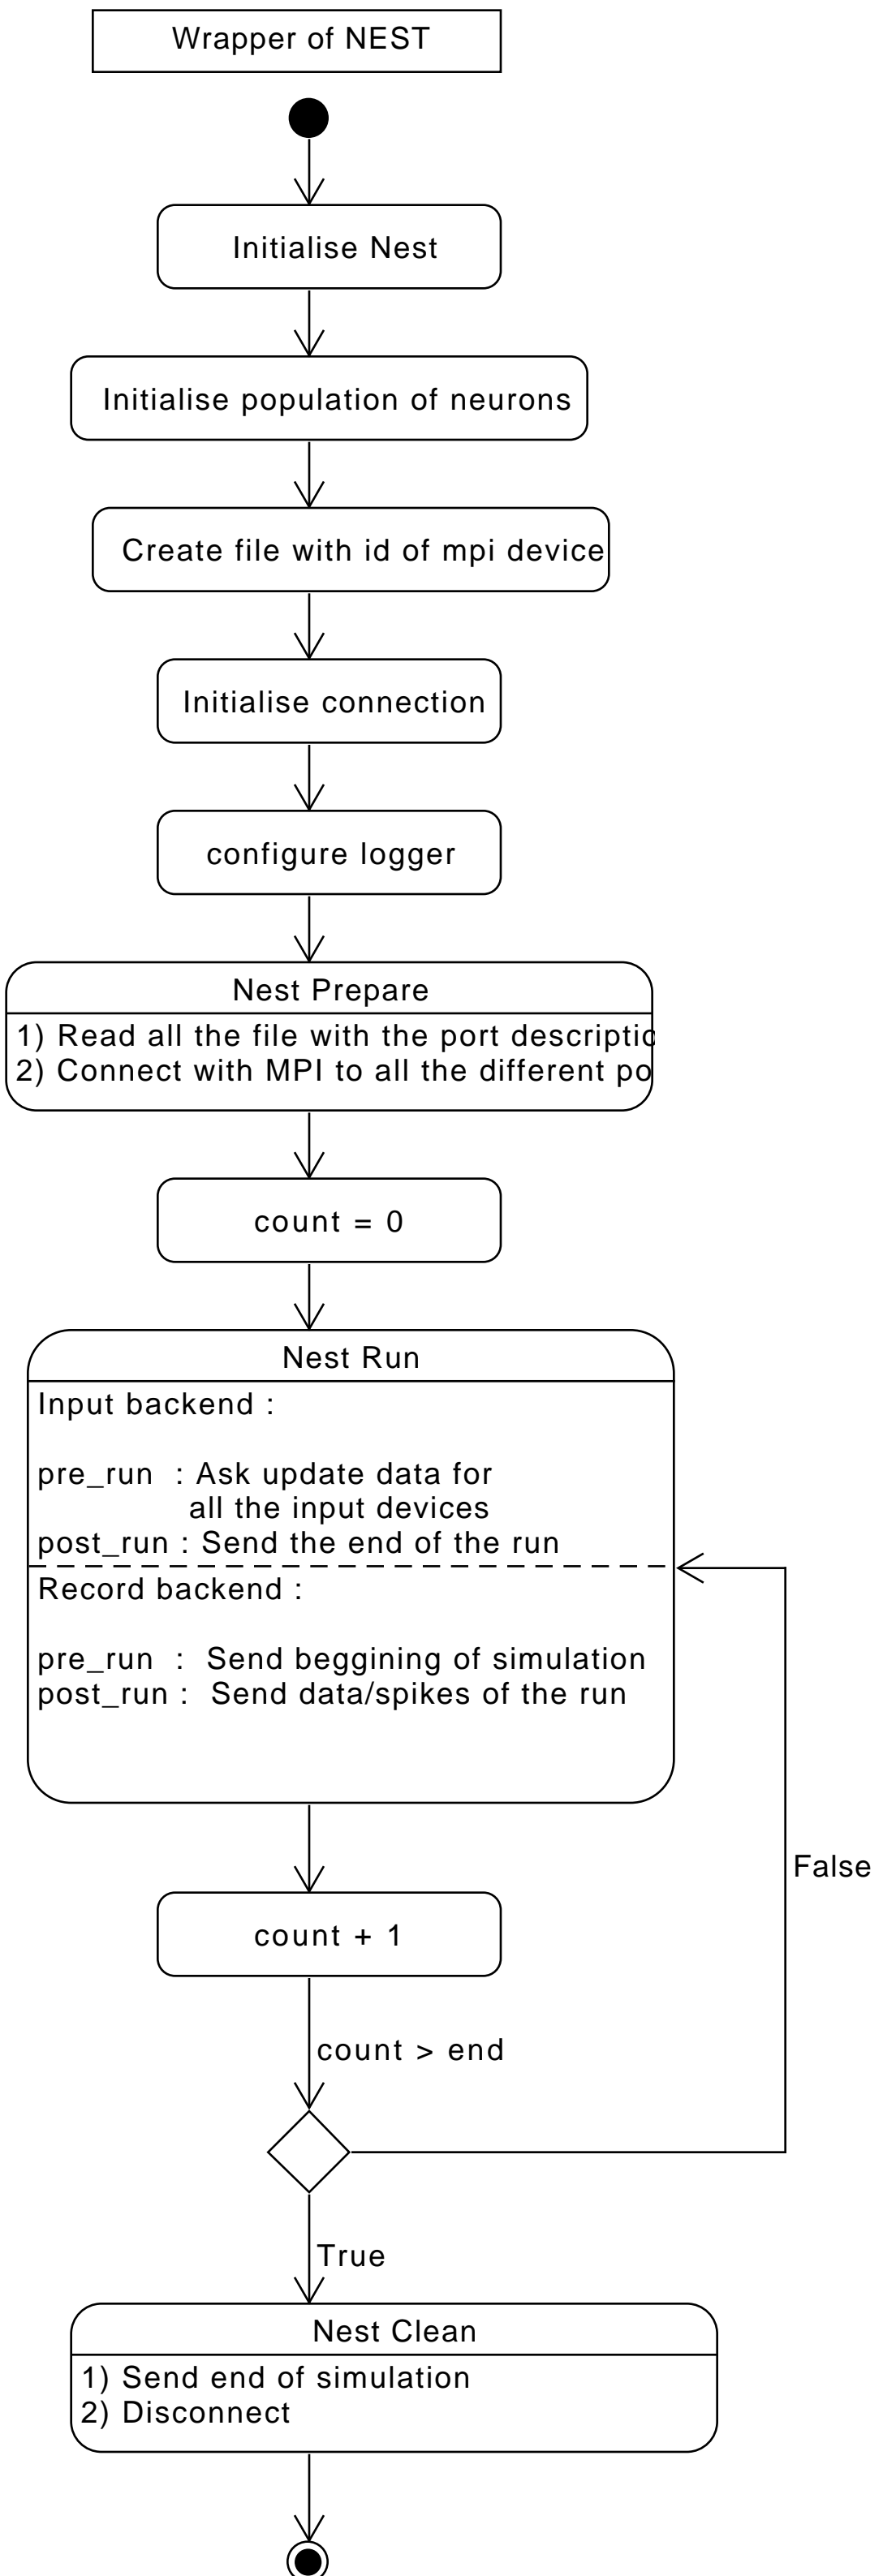 Wrapper of NEST
Initialise Nest
Initialise population of neurons
Create file with id of mpi device
Initialise connection
configure logger
Nest Prepare
1) Read all the file with the port
2) Connect with MPI to all the different
count = 0
Nest Run
Input backend :
pre_run : Ask update data for
all the input devices
post_run : Send the end of the run
Record backend :
pre_run : Send beggining of simulation
post_run : Send data/spikes of the run
False
count + 1
count > end
True
Nest Clean
1) Send end of simulation
2) Disconnect